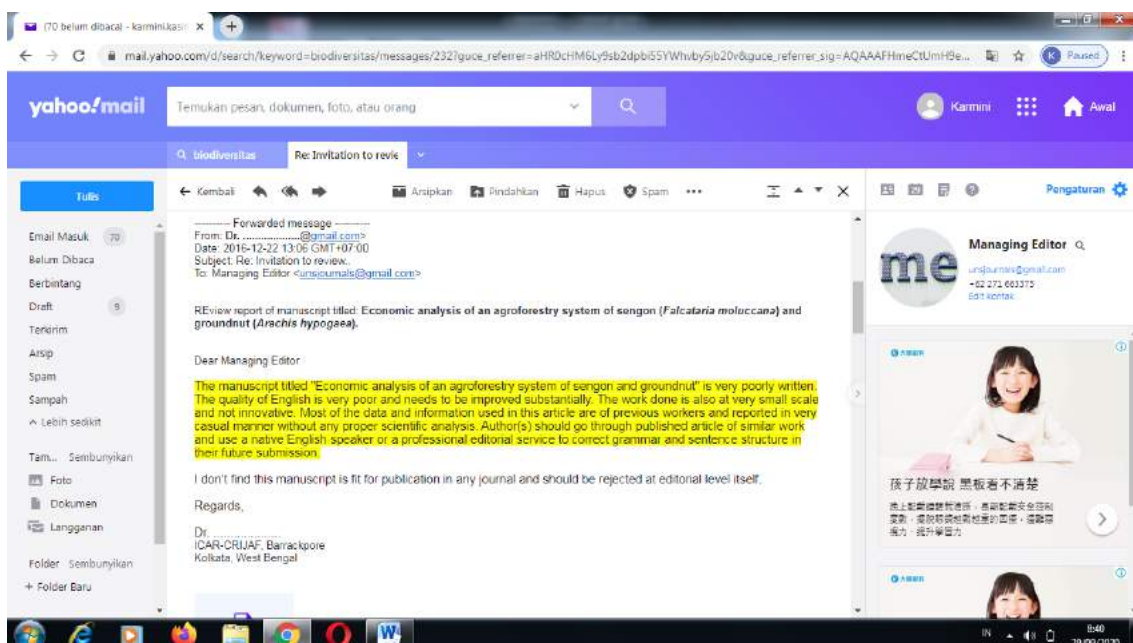 (70 belum dibaca) - karmini.kasi
mail.yahoo.com/d/search/keyword=biodiversitas/messages/232?guce_referrer=
Paused
yahoo!mail
Temukan pesan, dokumen, foto, atau orang
Karmini
Awal
biodiversitas
Re: Invitation to revie
Tulis
Kembali
Arsipkan
Pindahkan
Hapus
Spam
Pengaturan
Email Masuk 70
Belum Dibaca
Berbintang
Draft 9
Terkirim
Arsip
Spam
Sampah
Lebih sedikit
Tam... Sembunyikan
Foto
Dokumen
Langganan
Folder Sembunyikan
+ Folder Baru
---------- Forwarded message ----------
From: Dr. ..................@gmail.com>
Date: 2016-12-22 13:06 GMT+07:00
Subject: Re: Invitation to review..
To: Managing Editor <unsjournals@gmail.com>
REview report of manuscript titled: Economic analysis of an agroforestry system of sengon (Falcataria moluccana) and
groundnut (Arachis hypogaea).
Dear Managing Editor
The manuscript titled "Economic analysis of an agroforestry system of sengon and groundnut" is very poorly written.
The quality of English is very poor and needs to be improved substantially. The work done is also at very small scale
and not innovative. Most of the data and information used in this article are of previous workers and reported in very
casual manner without any proper scientific analysis. Author(s) should go through published article of similar work
and use a native English speaker or a professional editorial service to correct grammar and sentence structure in
their future submission.
I don't find this manuscript is fit for publication in any journal and should be rejected at editorial level itself.
Regards,
Dr. .....................
ICAR-CRIJAF, Barrackpore
Kolkata, West Bengal
me
Managing Editor
unsjournals@gmail.com
+62 271 663375
Edit kontak
孩子放學說 黑板看不清楚
IN
8:40